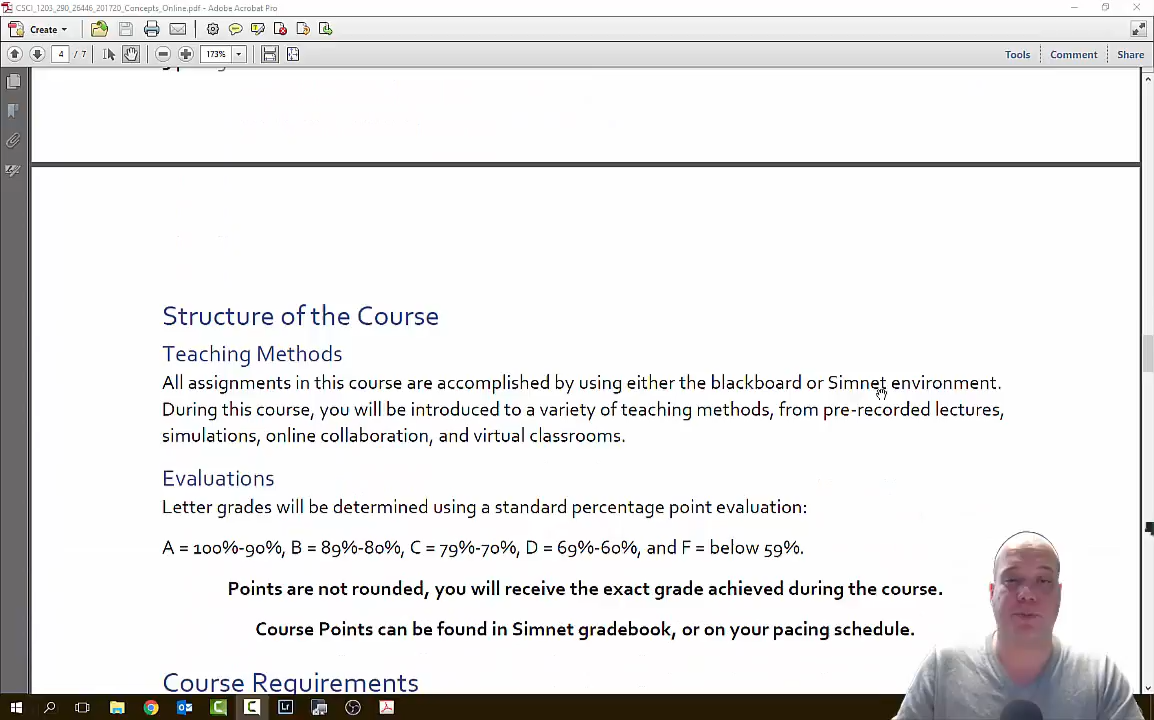 CSCI_1203_290_26446_201720_Concepts_Online.pdf - Adobe Acrobat Pro
Create
4 / 7
173%
Tools
Comment
Share
Structure of the Course
Teaching Methods
All assignments in this course are accomplished by using either the blackboard or Simnet environment.
During this course, you will be introduced to a variety of teaching methods, from pre-recorded lectures,
simulations, online collaboration, and virtual classrooms.
Evaluations
Letter grades will be determined using a standard percentage point evaluation:
A = 100%-90%, B = 89%-80%, C = 79%-70%, D = 69%-60%, and F = below 59%.
Points are not rounded, you will receive the exact grade achieved during the course.
Course Points can be found in Simnet gradebook, or on your pacing schedule.
Course Requirements